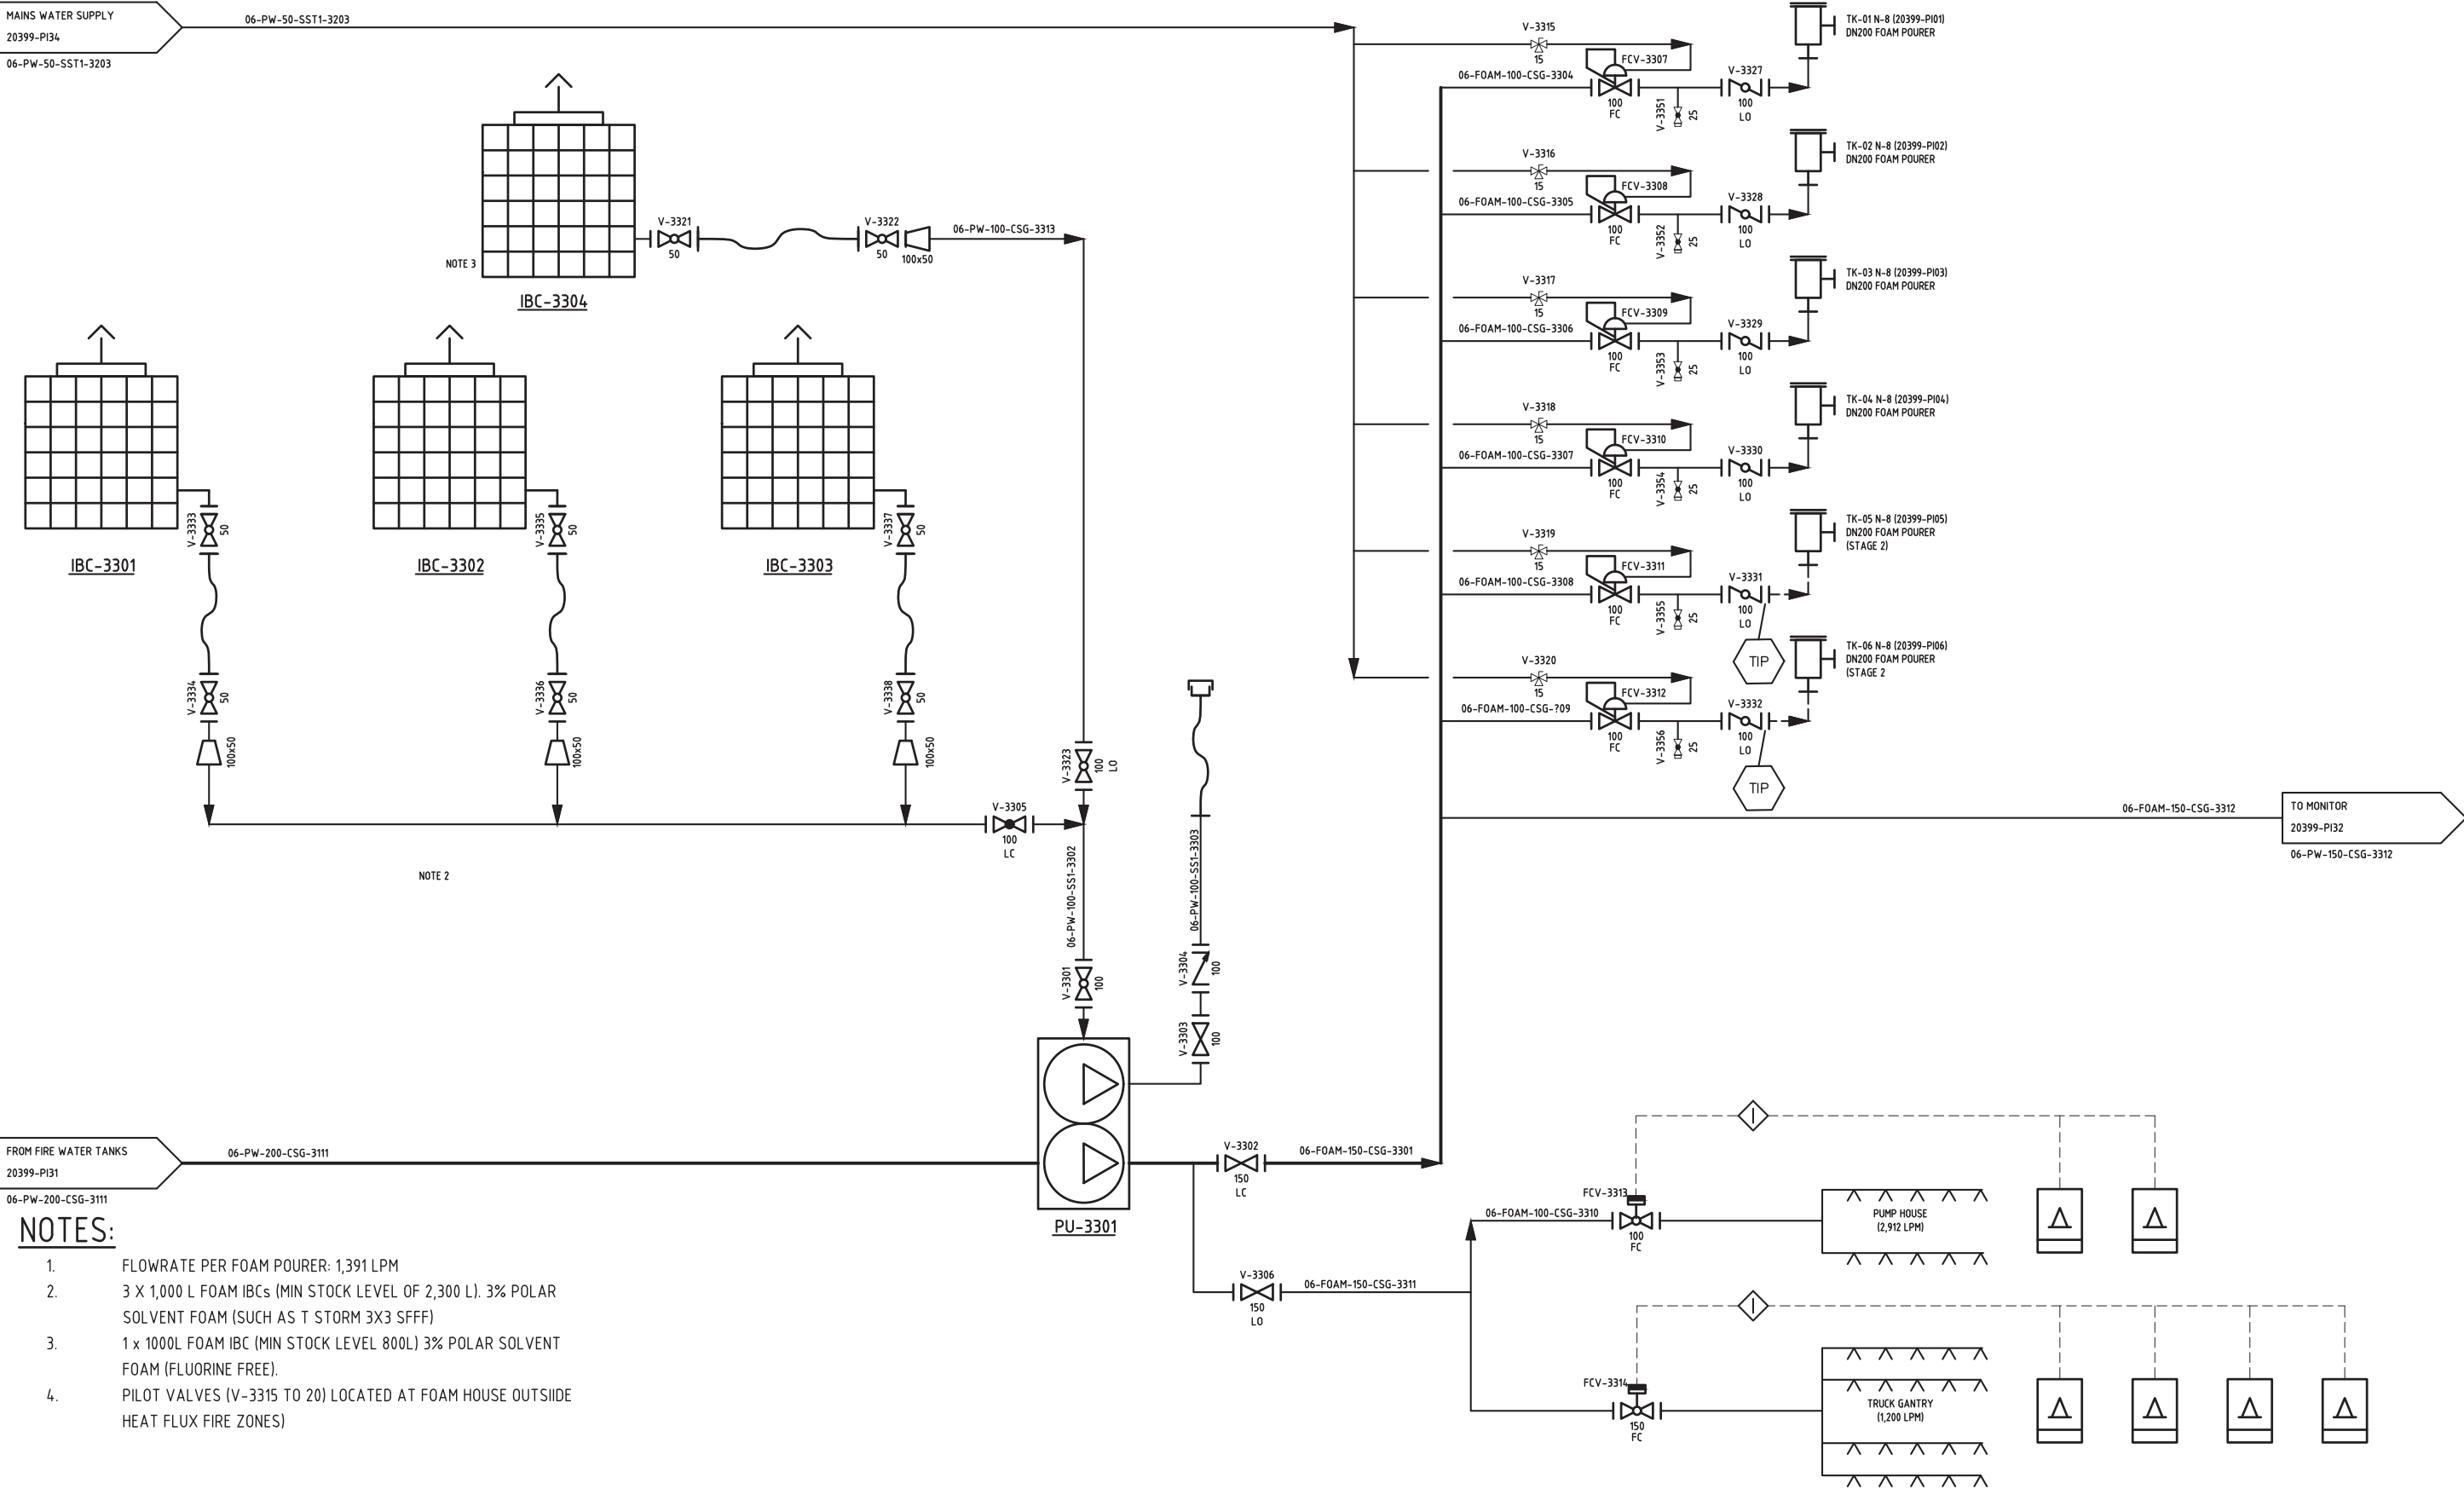 MAINS WATER SUPPLY
20399-PI34
06-PW-50-SST1-3203
06-PW-50-SST1-3203
NOTE 3
IBC-3304
V-3321
50
V-3322
50
100x50
06-PW-100-CSG-3313
IBC-3301
V-3333
50
V-3334
50
100x50
IBC-3302
V-3335
50
V-3336
50
100x50
IBC-3303
V-3337
50
V-3338
50
100x50
V-3305
100
LC
NOTE 2
V-3323
100
LO
06-PW-100-SS1-3302
V-3301
100
06-PW-100-SS1-3303
V-3304
100
V-3303
100
V-3315
15
FCV-3307
06-FOAM-100-CSG-3304
100
FC
V-3351
25
V-3327
100
LO
TK-01 N-8 (20399-PI01)
DN200 FOAM POURER
V-3316
15
FCV-3308
06-FOAM-100-CSG-3305
100
FC
V-3352
25
V-3328
100
LO
TK-02 N-8 (20399-PI02)
DN200 FOAM POURER
V-3317
15
FCV-3309
06-FOAM-100-CSG-3306
100
FC
V-3353
25
V-3329
100
LO
TK-03 N-8 (20399-PI03)
DN200 FOAM POURER
V-3318
15
FCV-3310
06-FOAM-100-CSG-3307
100
FC
V-3354
25
V-3330
100
LO
TK-04 N-8 (20399-PI04)
DN200 FOAM POURER
V-3319
15
FCV-3311
06-FOAM-100-CSG-3308
100
FC
V-3355
25
V-3331
100
LO
TIP
TK-05 N-8 (20399-PI05)
DN200 FOAM POURER
(STAGE 2)
V-3320
15
FCV-3312
06-FOAM-100-CSG-?09
100
FC
V-3356
25
V-3332
100
LO
TIP
TK-06 N-8 (20399-PI06)
DN200 FOAM POURER
(STAGE 2
06-FOAM-150-CSG-3312
TO MONITOR
20399-PI32
06-PW-150-CSG-3312
FROM FIRE WATER TANKS
20399-PI31
06-PW-200-CSG-3111
06-PW-200-CSG-3111
PU-3301
V-3302
150
LC
06-FOAM-150-CSG-3301
V-3306
150
LO
06-FOAM-150-CSG-3311
06-FOAM-100-CSG-3310
FCV-3313
100
FC
PUMP HOUSE
(2,912 LPM)
FCV-3314
150
FC
TRUCK GANTRY
(1,200 LPM)
NOTES:
1. FLOWRATE PER FOAM POURER: 1,391 LPM
2. 3 X 1,000 L FOAM IBCs (MIN STOCK LEVEL OF 2,300 L). 3% POLAR
SOLVENT FOAM (SUCH AS T STORM 3X3 SFFF)
3. 1 x 1000L FOAM IBC (MIN STOCK LEVEL 800L) 3% POLAR SOLVENT
FOAM (FLUORINE FREE).
4. PILOT VALVES (V-3315 TO 20) LOCATED AT FOAM HOUSE OUTSIIDE
HEAT FLUX FIRE ZONES)